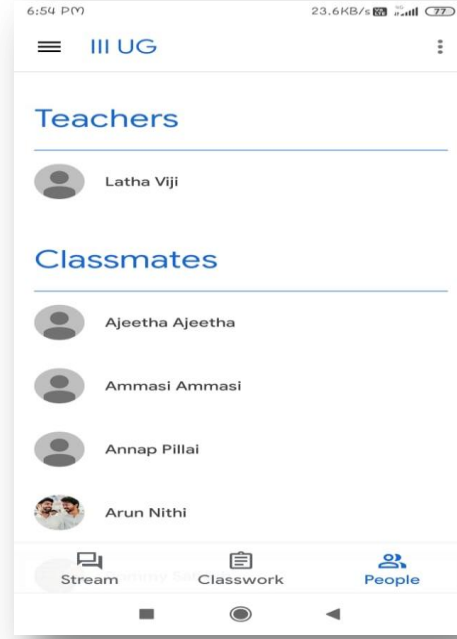 6:54 PM 23.6KB/s 77
III UG
Teachers
Latha Viji
Classmates
Ajeetha Ajeetha
Ammasi Ammasi
Annap Pillai
Arun Nithi
Stream Classwork People